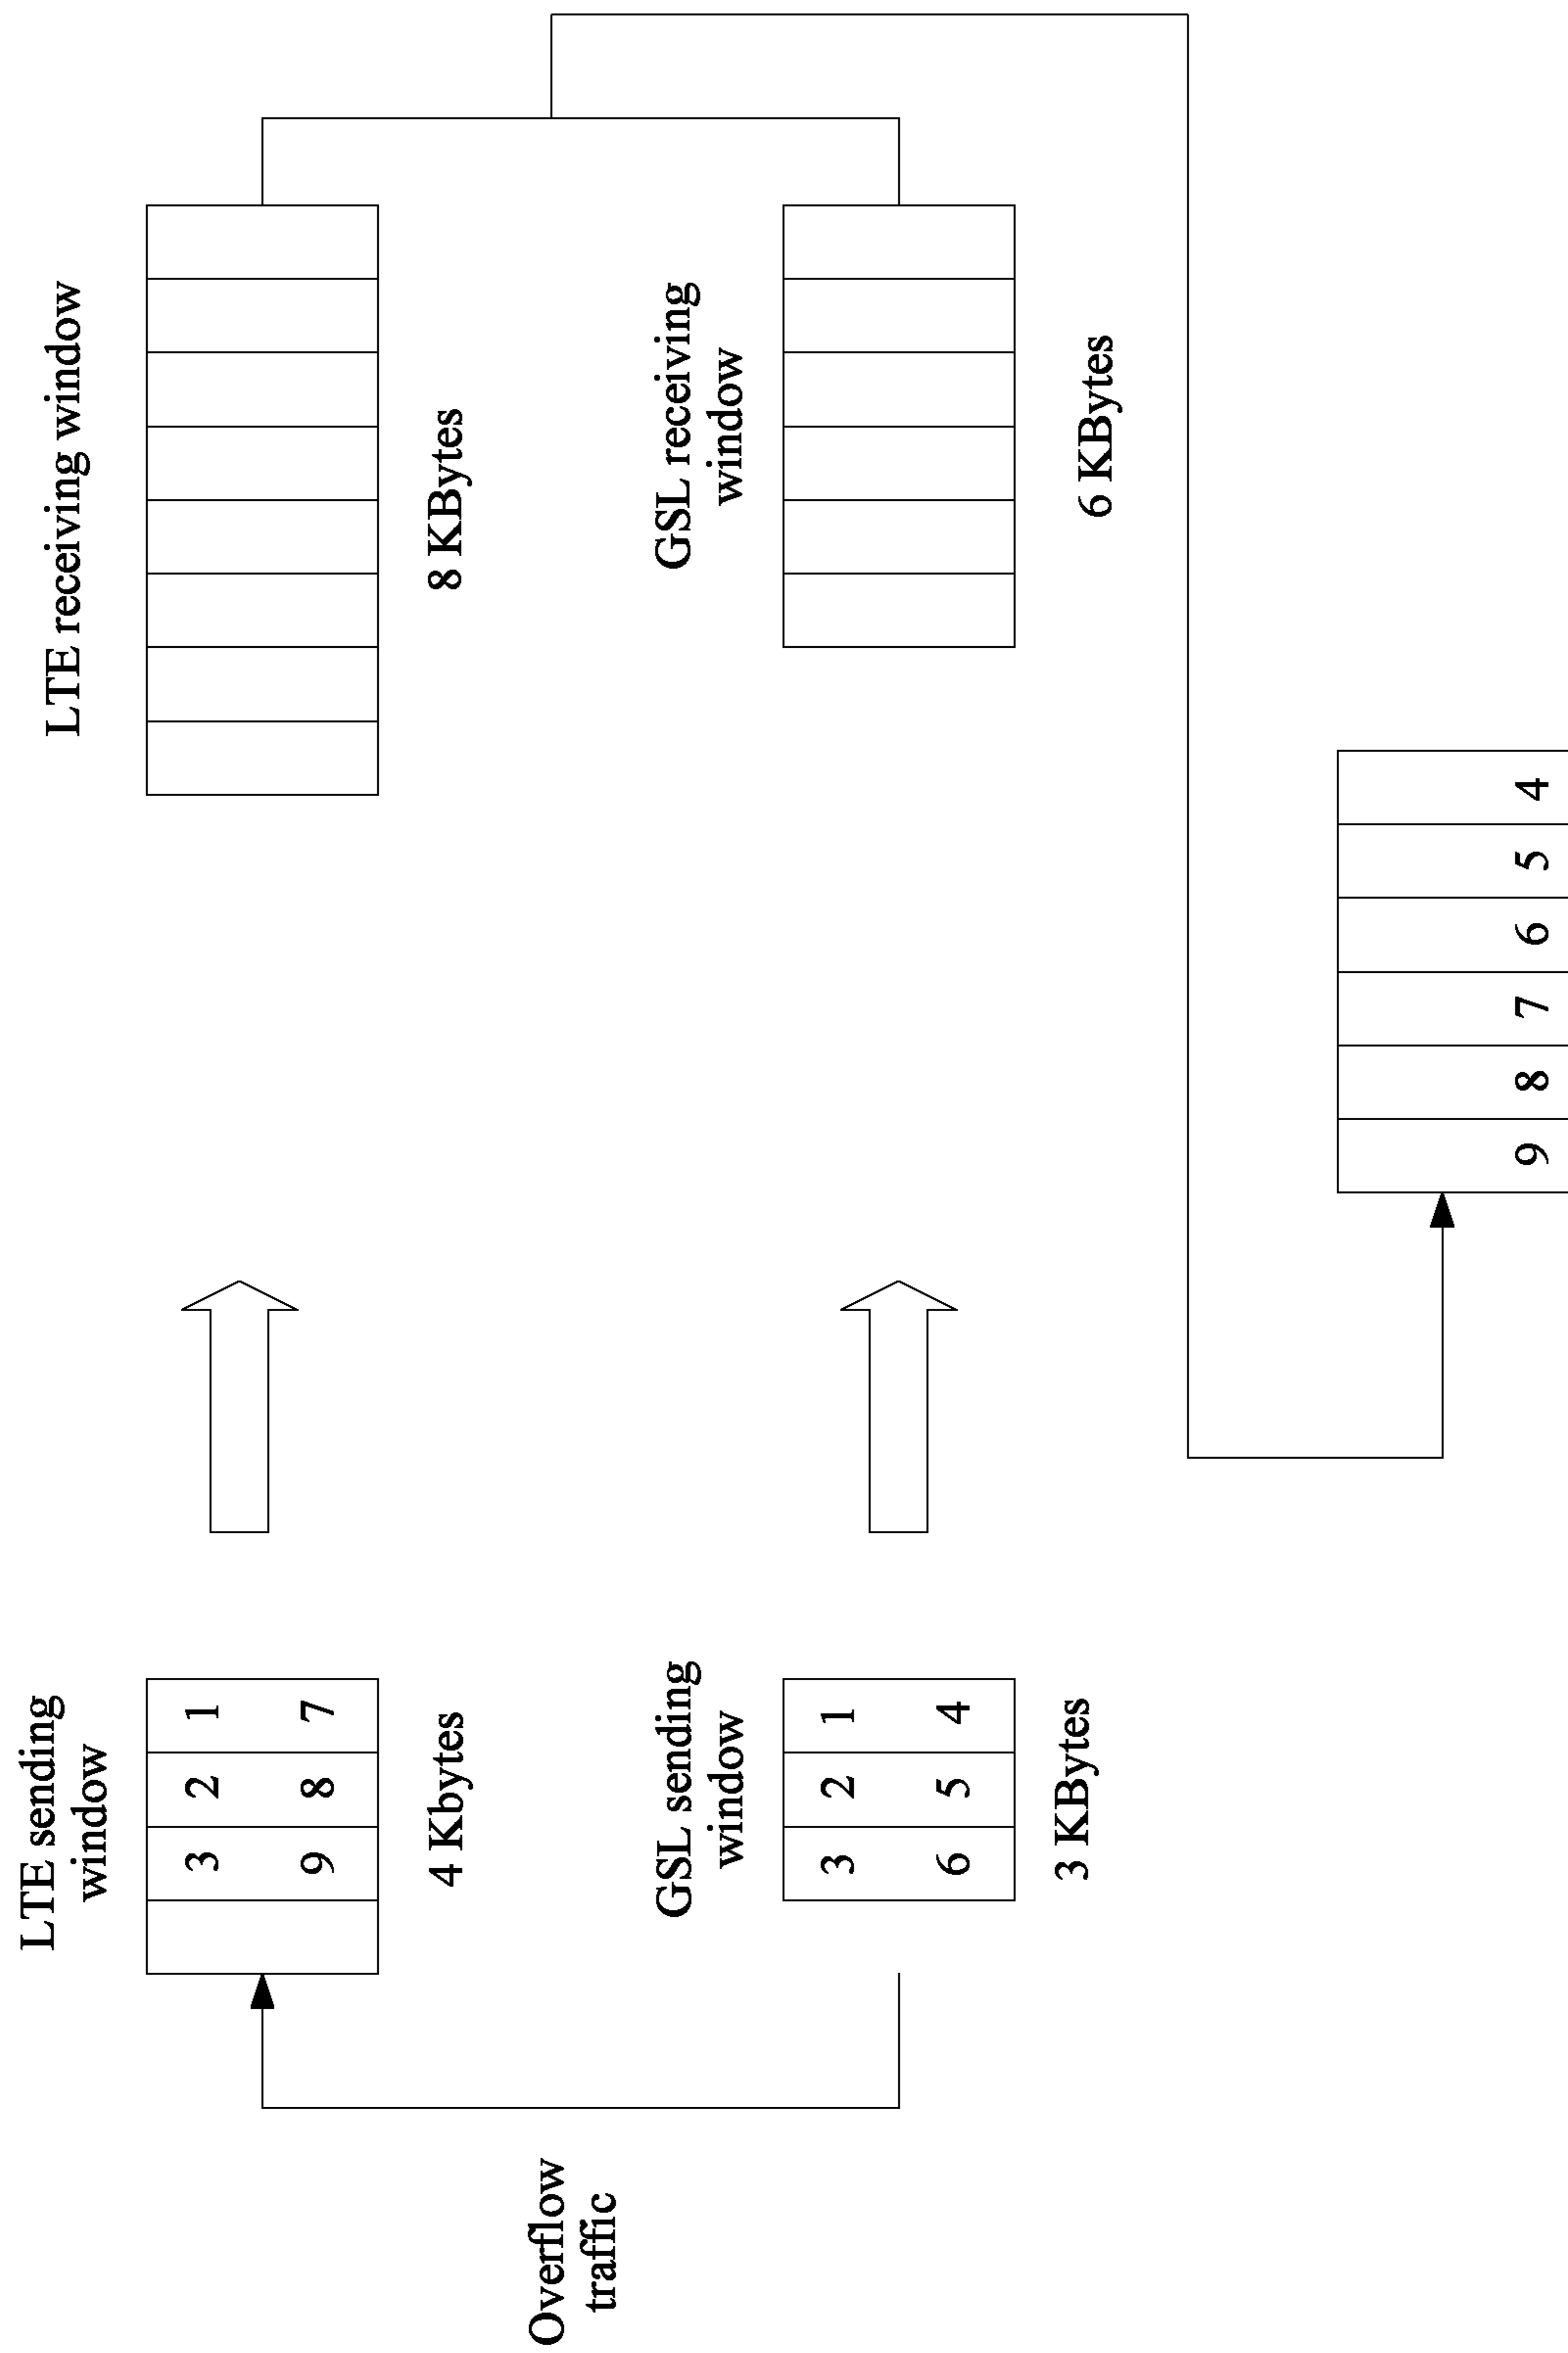 LTE sending
window
LTE receiving window
3 2 1
9 8 7
4 Kbytes
8 KBytes
Overflow
traffic
GSL sending
window
GSL receiving
window
3 2 1
6 5 4
3 KBytes
6 KBytes
9 8 7 6 5 4